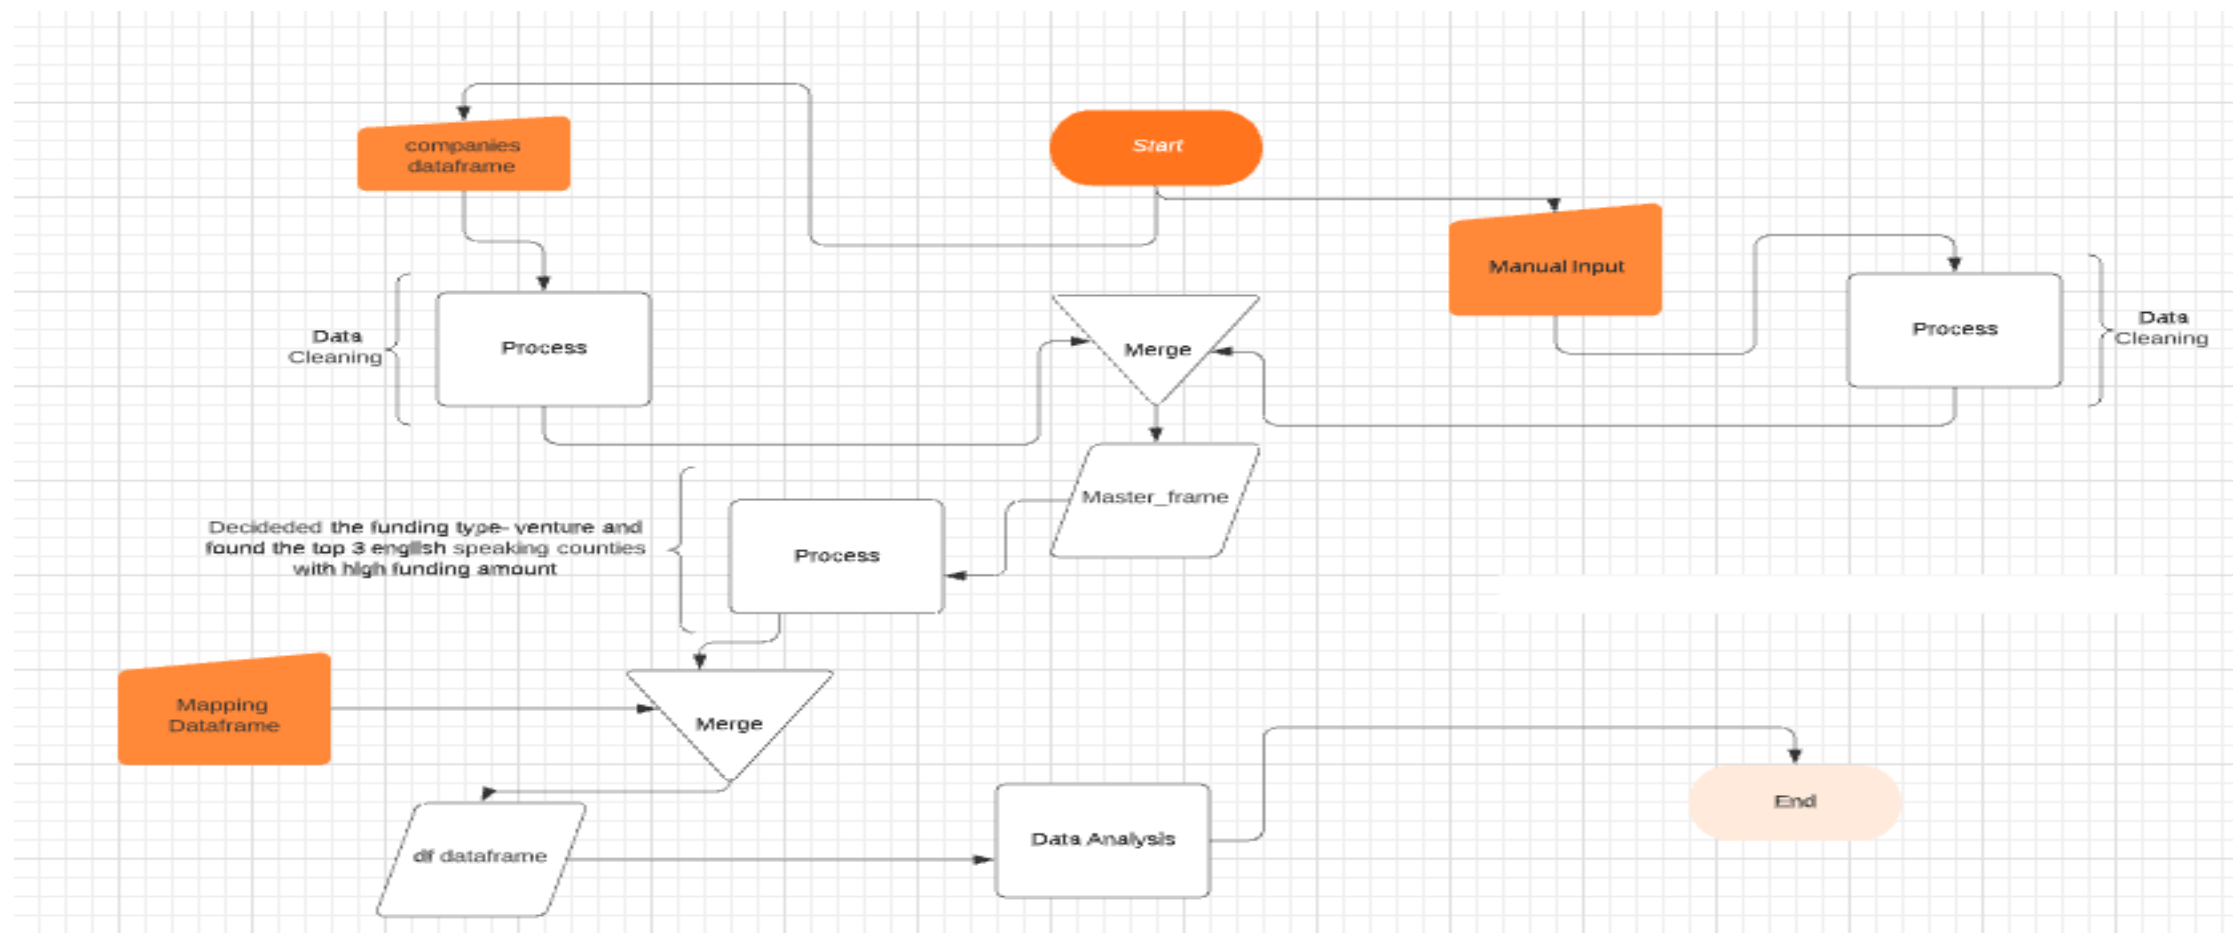 companies
dataframe
Start
Manual Input
Data
Cleaning
Process
Merge
Process
Data
Cleaning
Master_frame
Decideded the funding type- venture and
found the top 3 english speaking counties
with high funding amount
Process
Mapping
Dataframe
Merge
df dataframe
Data Analysis
End